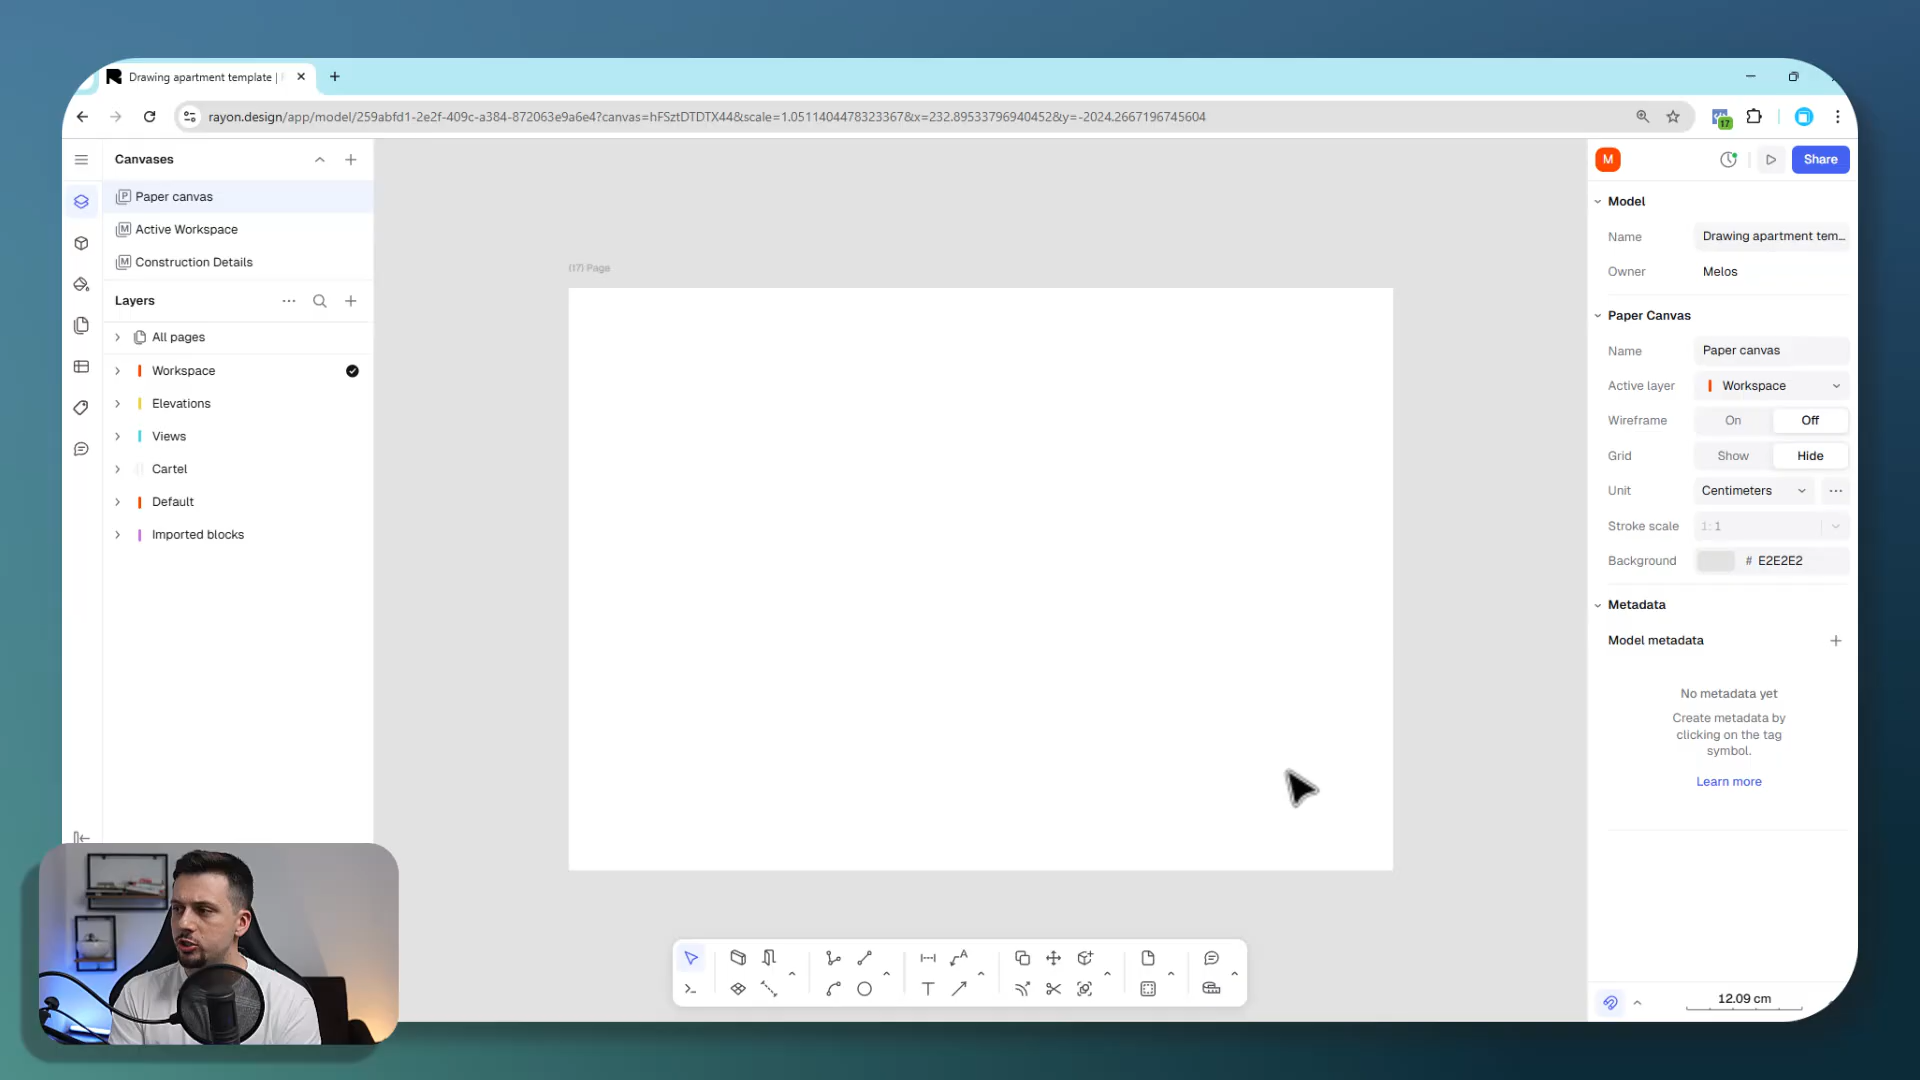 Drawing apartment template |
rayon.design/app/model/259abfd1-2e2f-409c-a384-872063e9a6e4?canvas=hFSztDTDTX44&scale=1.0511404478323367&x=232.89533796940452&y=-2024.2667196745604
17
Canvases
Paper canvas
Active Workspace
Construction Details
Layers
All pages
Workspace
Elevations
Views
Cartel
Default
Imported blocks
(17) Page
M
Share
Model
Name
Drawing apartment tem...
Owner
Melos
Paper Canvas
Name
Paper canvas
Active layer
Workspace
Wireframe
On
Off
Grid
Show
Hide
Unit
Centimeters
Stroke scale
1: 1
Background
# E2E2E2
Metadata
Model metadata
No metadata yet
Create metadata by
clicking on the tag
symbol.
Learn more
12.09 cm